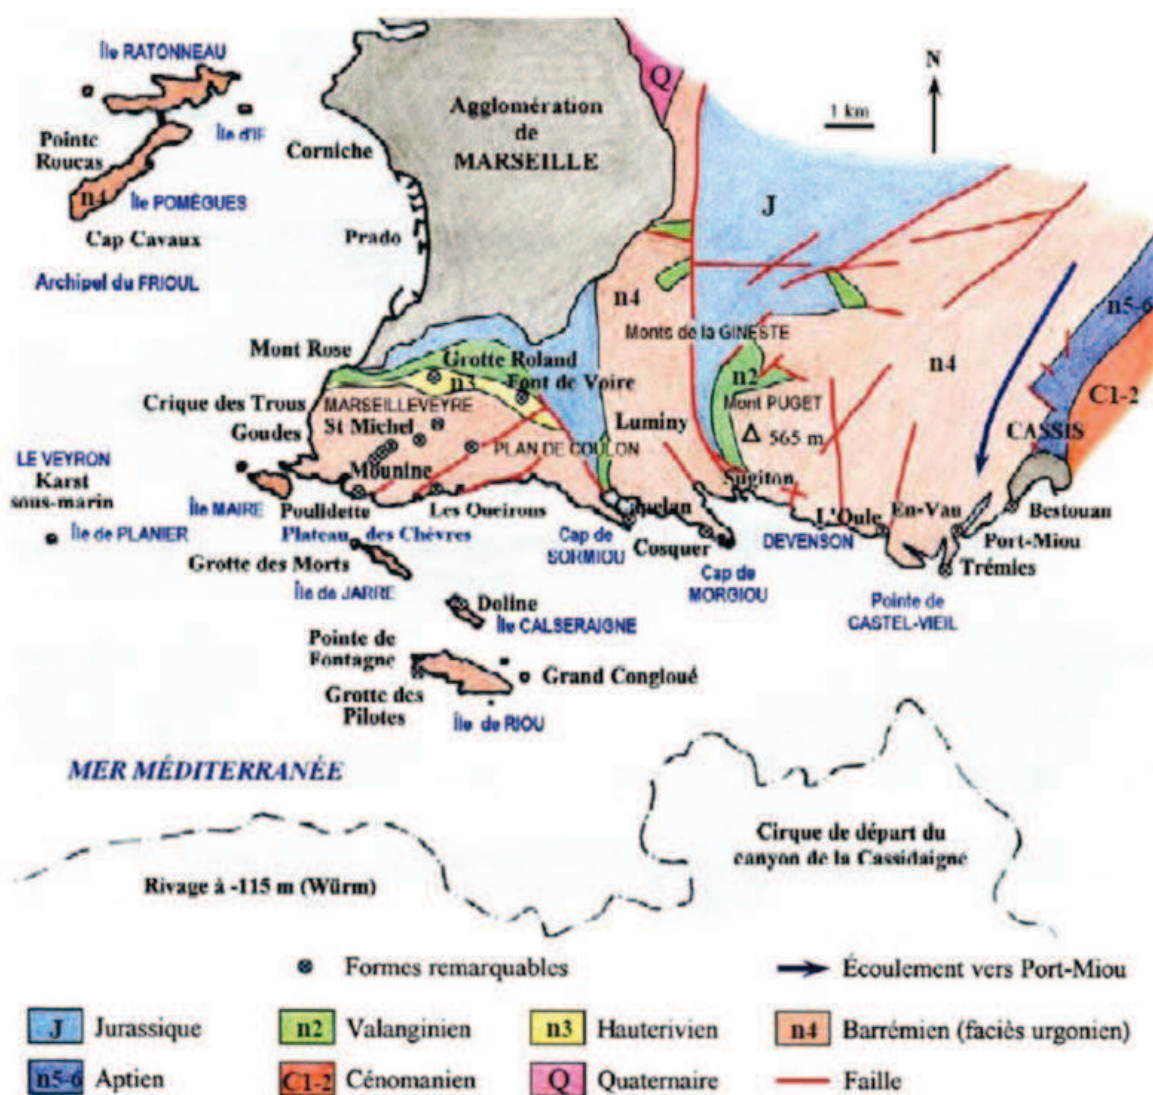 Île RATONNEAU
Île d'IF
Pointe
Roucas
n4
Île POMÉGUES
Cap Cavaux
Archipel du FRIOUL
Corniche
Prado
Agglomération
de
MARSEILLE
Q
1 km
N
J
n4
Monts de la GINESTE
n2
Mont PUGET
565 m
n4
n5-6
C1-2
CASSIS
Mont Rose
Grotte Roland
n3
Font de Voire
Crique des Trous
MARSEILLEVEYRE
St Michel
Goudes
PLAN DE COULON
Luminy
Mounine
LE VEYRON
Karst
sous-marin
Île MAIRE
Île de PLANIER
Poulidette
Les Queirons
Plateau des Chèvres
Grotte des Morts
Île de JARRE
Cap de
SORMIOU
Sugiton
Cosquer
Cap de
MORGIOU
DEVENSON
L'Oule
En-Vau
Bestouan
Port-Miou
Trémies
Pointe de
CASTEL-VIEIL
Doline
Île CALSERAIGNE
Pointe de
Fontagne
Grand Congloué
Grotte des
Pilotes
Île de RIOU
MER MÉDITERRANÉE
Rivage à -115 m (Würm)
Cirque de départ du
canyon de la Cassidaigne
Formes remarquables
Écoulement vers Port-Miou
J Jurassique
n2 Valanginien
n3 Hauterivien
n4 Barrémien (faciès urgonien)
n5-6 Aptien
C1-2 Cénomanien
Q Quaternaire
Faille